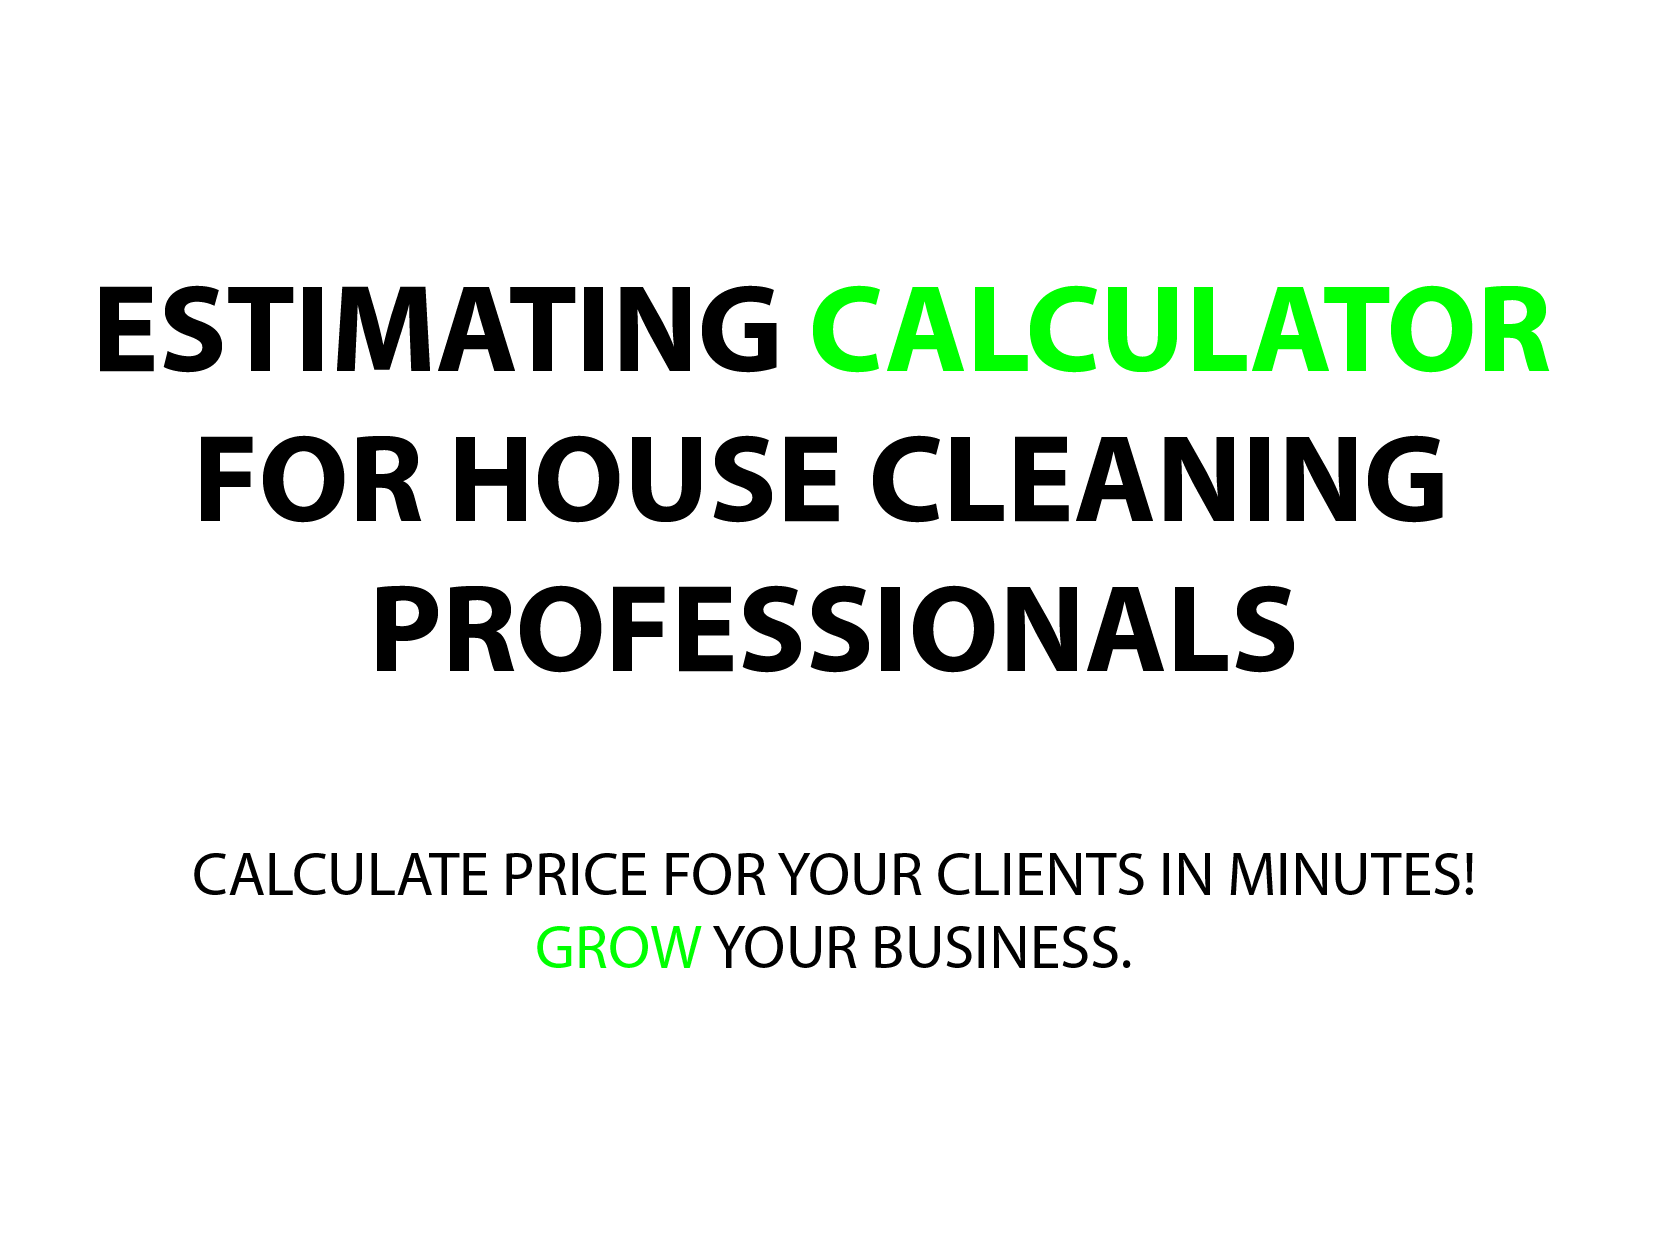 ESTIMATING CALCULATOR
FOR HOUSE CLEANING
PROFESSIONALS
CALCULATE PRICE FOR YOUR CLIENTS IN MINUTES!
GROW YOUR BUSINESS.